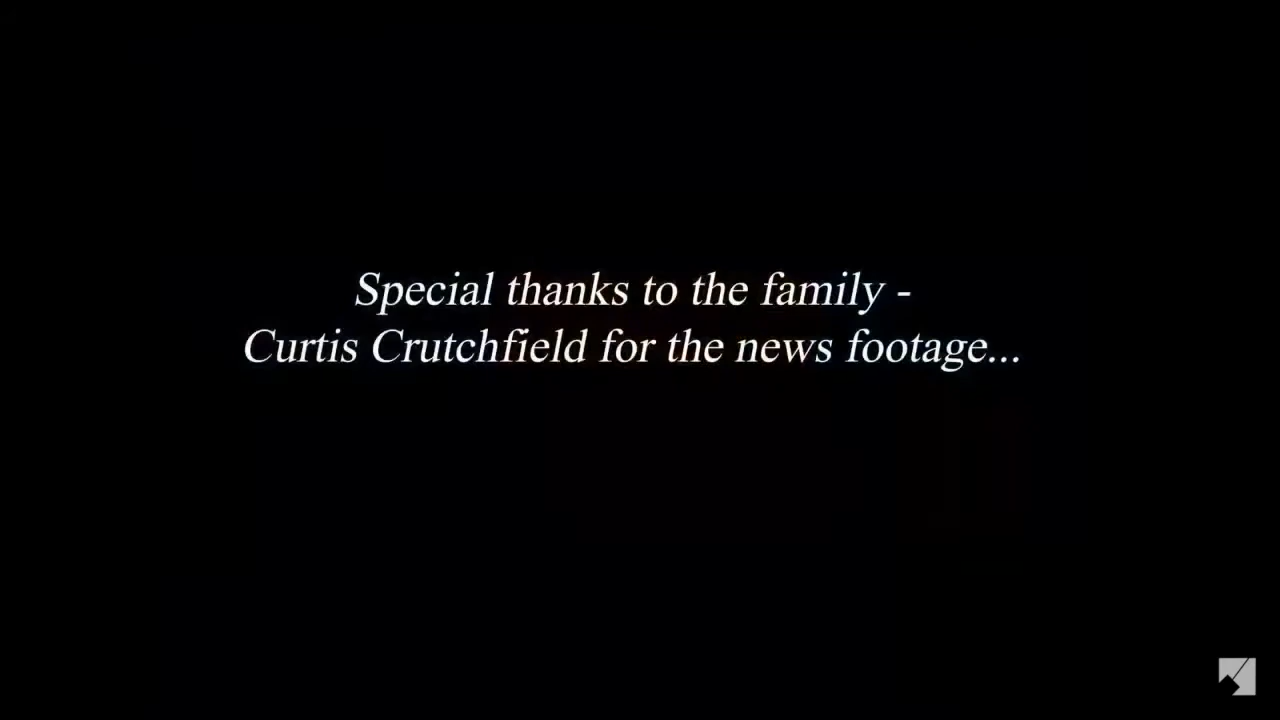 Special thanks to the family -
Curtis Crutchfield for the news footage...